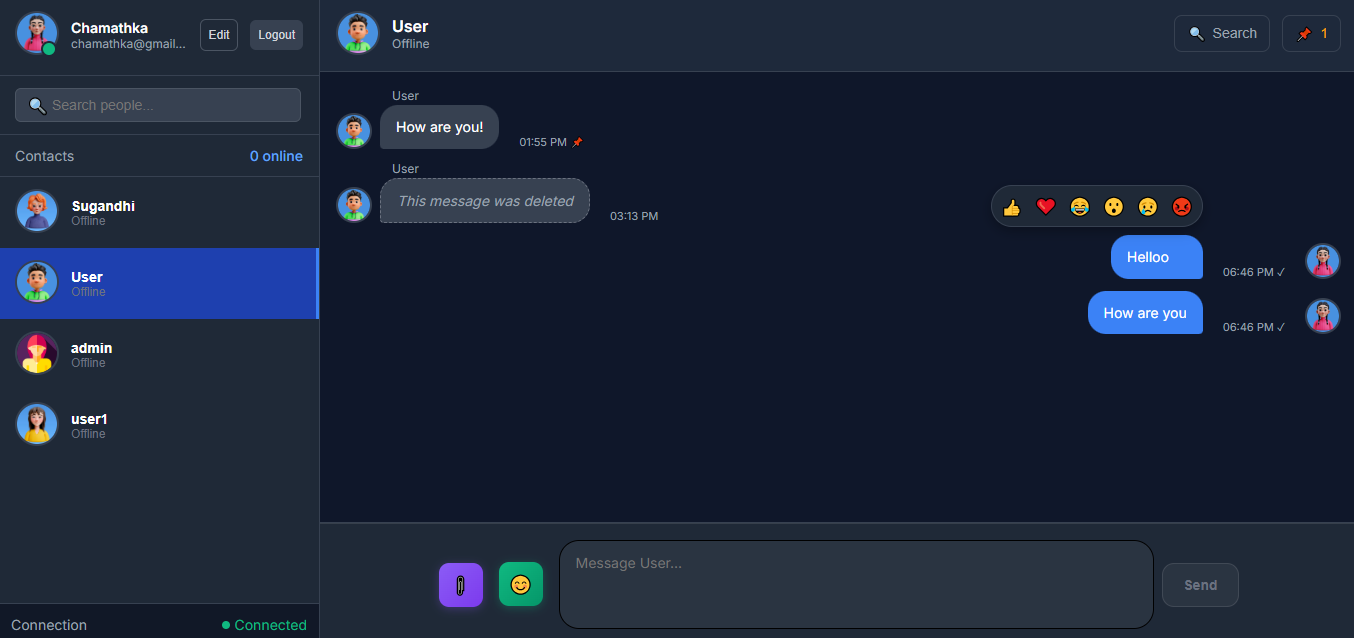 Chamathka
chamathka@gmail...
Edit
Logout
Search people...
Contacts
0 online
Sugandhi
Offline
User
Offline
admin
Offline
user1
Offline
Connection
Connected
User
Offline
Search
1
User
How are you!
01:55 PM
User
This message was deleted
03:13 PM
Helloo
06:46 PM ✓
How are you
06:46 PM ✓
Message User...
Send